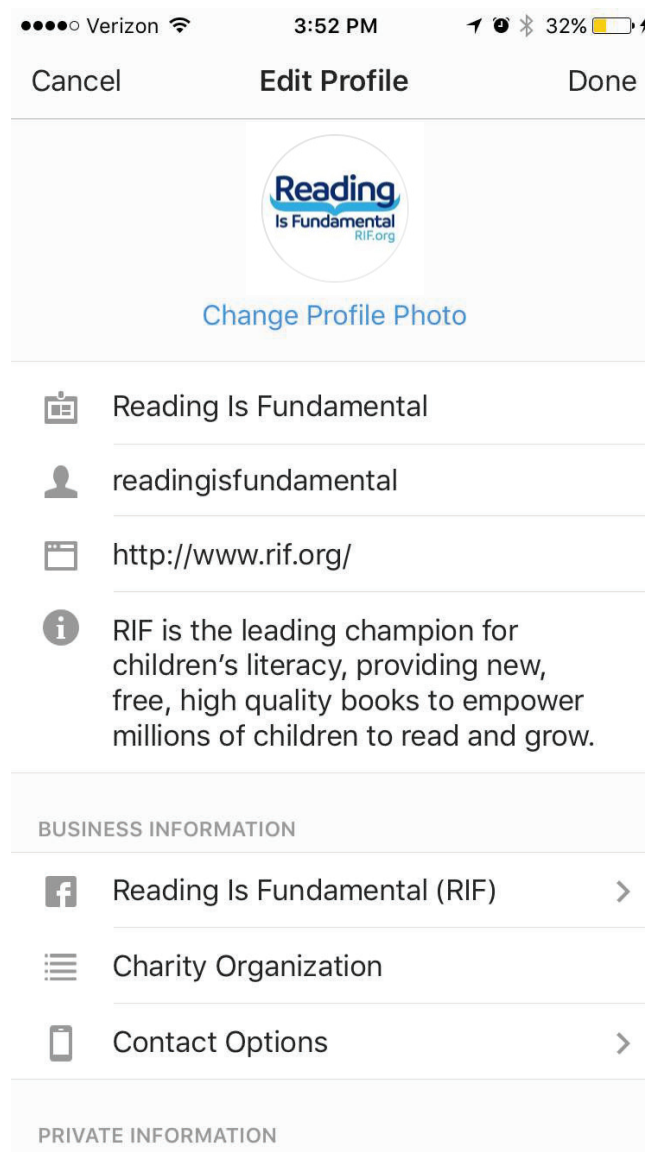 Verizon 3:52 PM 32%
Cancel Edit Profile Done
Reading
Is Fundamental
RIF.org
Change Profile Photo
Reading Is Fundamental
readingisfundamental
http://www.rif.org/
RIF is the leading champion for
children's literacy, providing new,
free, high quality books to empower
millions of children to read and grow.
BUSINESS INFORMATION
Reading Is Fundamental (RIF)
Charity Organization
Contact Options
PRIVATE INFORMATION